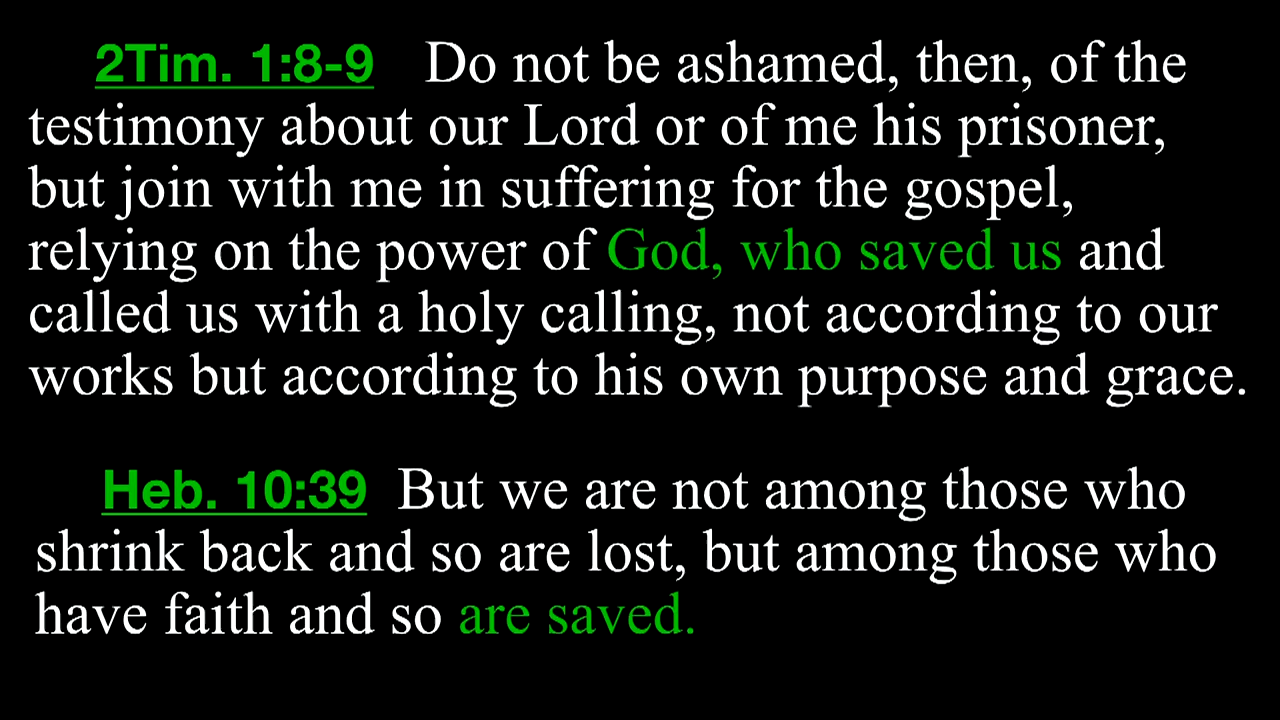 2Tim. 1:8-9 Do not be ashamed, then, of the
testimony about our Lord or of me his prisoner,
but join with me in suffering for the gospel,
relying on the power of God, who saved us and
called us with a holy calling, not according to our
works but according to his own purpose and grace.
Heb. 10:39 But we are not among those who
shrink back and so are lost, but among those who
have faith and so are saved.